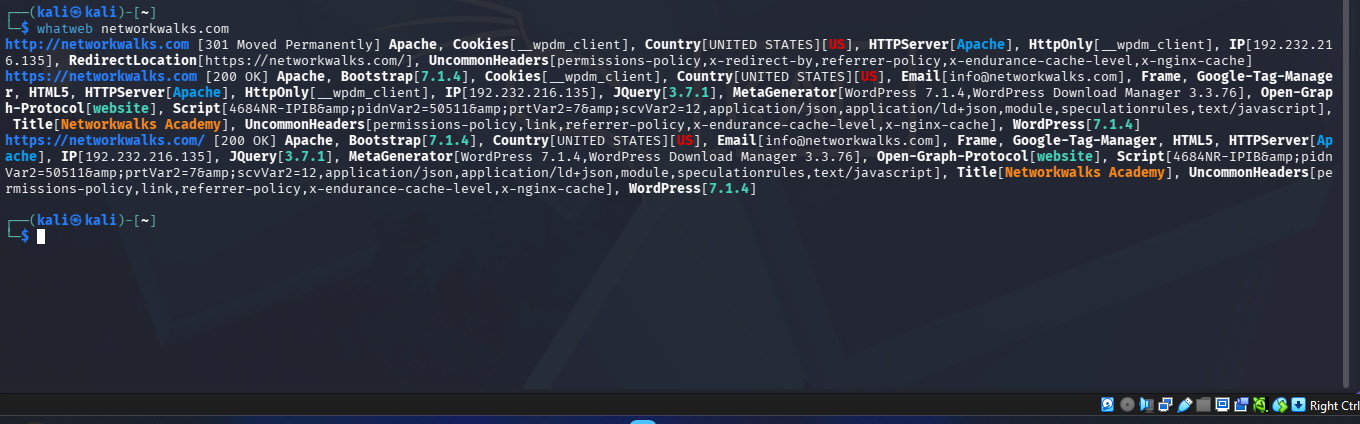 ┌──(kali㉿kali)-[~]
└─$ whatweb networkwalks.com
http://networkwalks.com [301 Moved Permanently] Apache, Cookies[__wpdm_client], Country[UNITED STATES][US], HTTPServer[Apache], HttpOnly[__wpdm_client], IP[192.232.21
6.135], RedirectLocation[https://networkwalks.com/], UncommonHeaders[permissions-policy,x-redirect-by,referrer-policy,x-endurance-cache-level,x-nginx-cache]
https://networkwalks.com [200 OK] Apache, Bootstrap[7.1.4], Cookies[__wpdm_client], Country[UNITED STATES][US], Email[info@networkwalks.com], Frame, Google-Tag-Manage
r, HTML5, HTTPServer[Apache], HttpOnly[__wpdm_client], IP[192.232.216.135], JQuery[3.7.1], MetaGenerator[WordPress 7.1.4,WordPress Download Manager 3.3.76], Open-Grap
h-Protocol[website], Script[4684NR-IPIB&amp;pidnVar2=50511&amp;prtVar2=7&amp;scvVar2=12,application/json,application/ld+json,module,speculationrules,text/javascript],
Title[Networkwalks Academy], UncommonHeaders[permissions-policy,link,referrer-policy,x-endurance-cache-level,x-nginx-cache], WordPress[7.1.4]
https://networkwalks.com/ [200 OK] Apache, Bootstrap[7.1.4], Country[UNITED STATES][US], Email[info@networkwalks.com], Frame, Google-Tag-Manager, HTML5, HTTPServer[Ap
ache], IP[192.232.216.135], JQuery[3.7.1], MetaGenerator[WordPress 7.1.4,WordPress Download Manager 3.3.76], Open-Graph-Protocol[website], Script[4684NR-IPIB&amp;pidn
Var2=50511&amp;prtVar2=7&amp;scvVar2=12,application/json,application/ld+json,module,speculationrules,text/javascript], Title[Networkwalks Academy], UncommonHeaders[pe
rmissions-policy,link,referrer-policy,x-endurance-cache-level,x-nginx-cache], WordPress[7.1.4]
┌──(kali㉿kali)-[~]
└─$
Right Ctrl